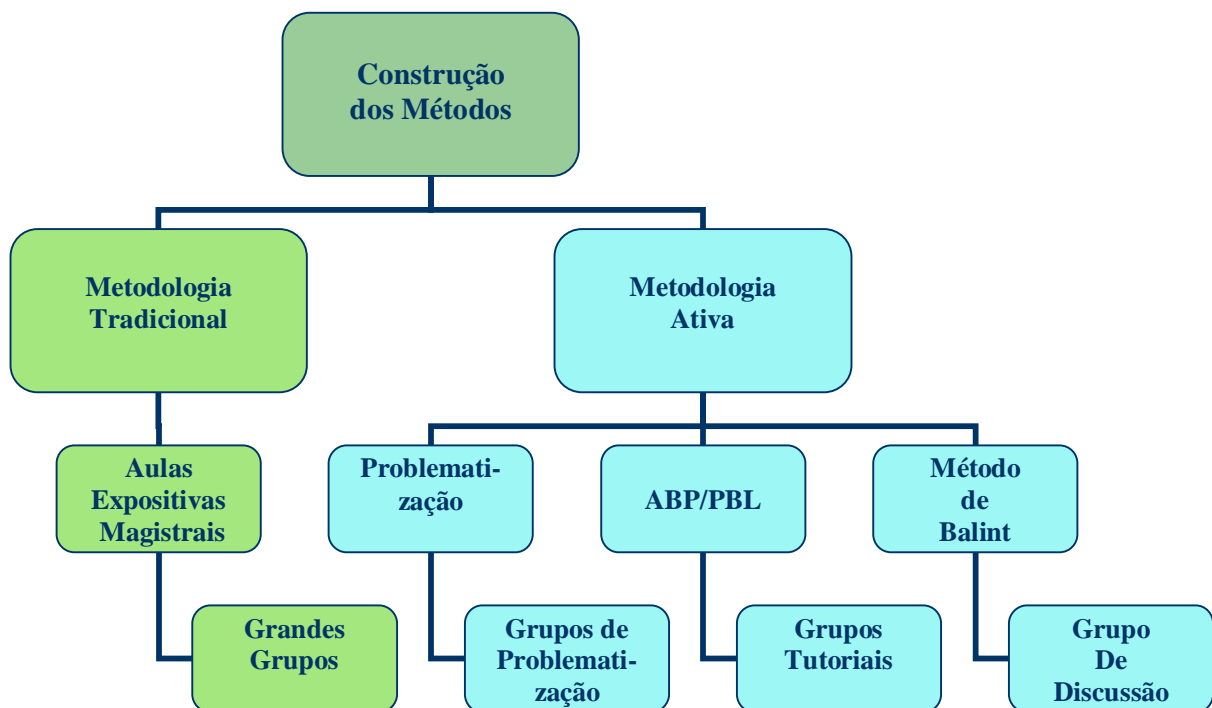 Construção
dos Métodos
Metodologia
Tradicional
Metodologia
Ativa
Aulas
Expositivas
Magistrais
Problemati-
zação
ABP/PBL
Método
de
Balint
Grandes
Grupos
Grupos de
Problemati-
zação
Grupos
Tutoriais
Grupo
De
Discussão